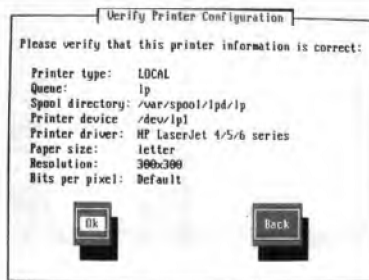 Verify Printer Configuration
Please verify that this printer information is correct:
Printer type: LOCAL
Queue: lp
Spool directory: /var/spool/lpd/lp
Printer device /dev/lp1
Printer driver: HP LaserJet 4/5/6 series
Paper size: letter
Resolution: 300x300
Bits per pixel: Default
Ok Back